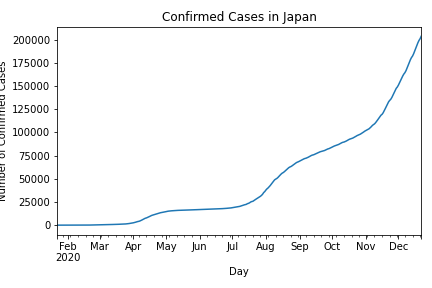 Confirmed Cases in Japan
200000
175000
150000
125000
100000
75000
50000
25000
0
Number of Confirmed Cases
Feb Mar Apr May Jun Jul Aug Sep Oct Nov Dec
2020
Day